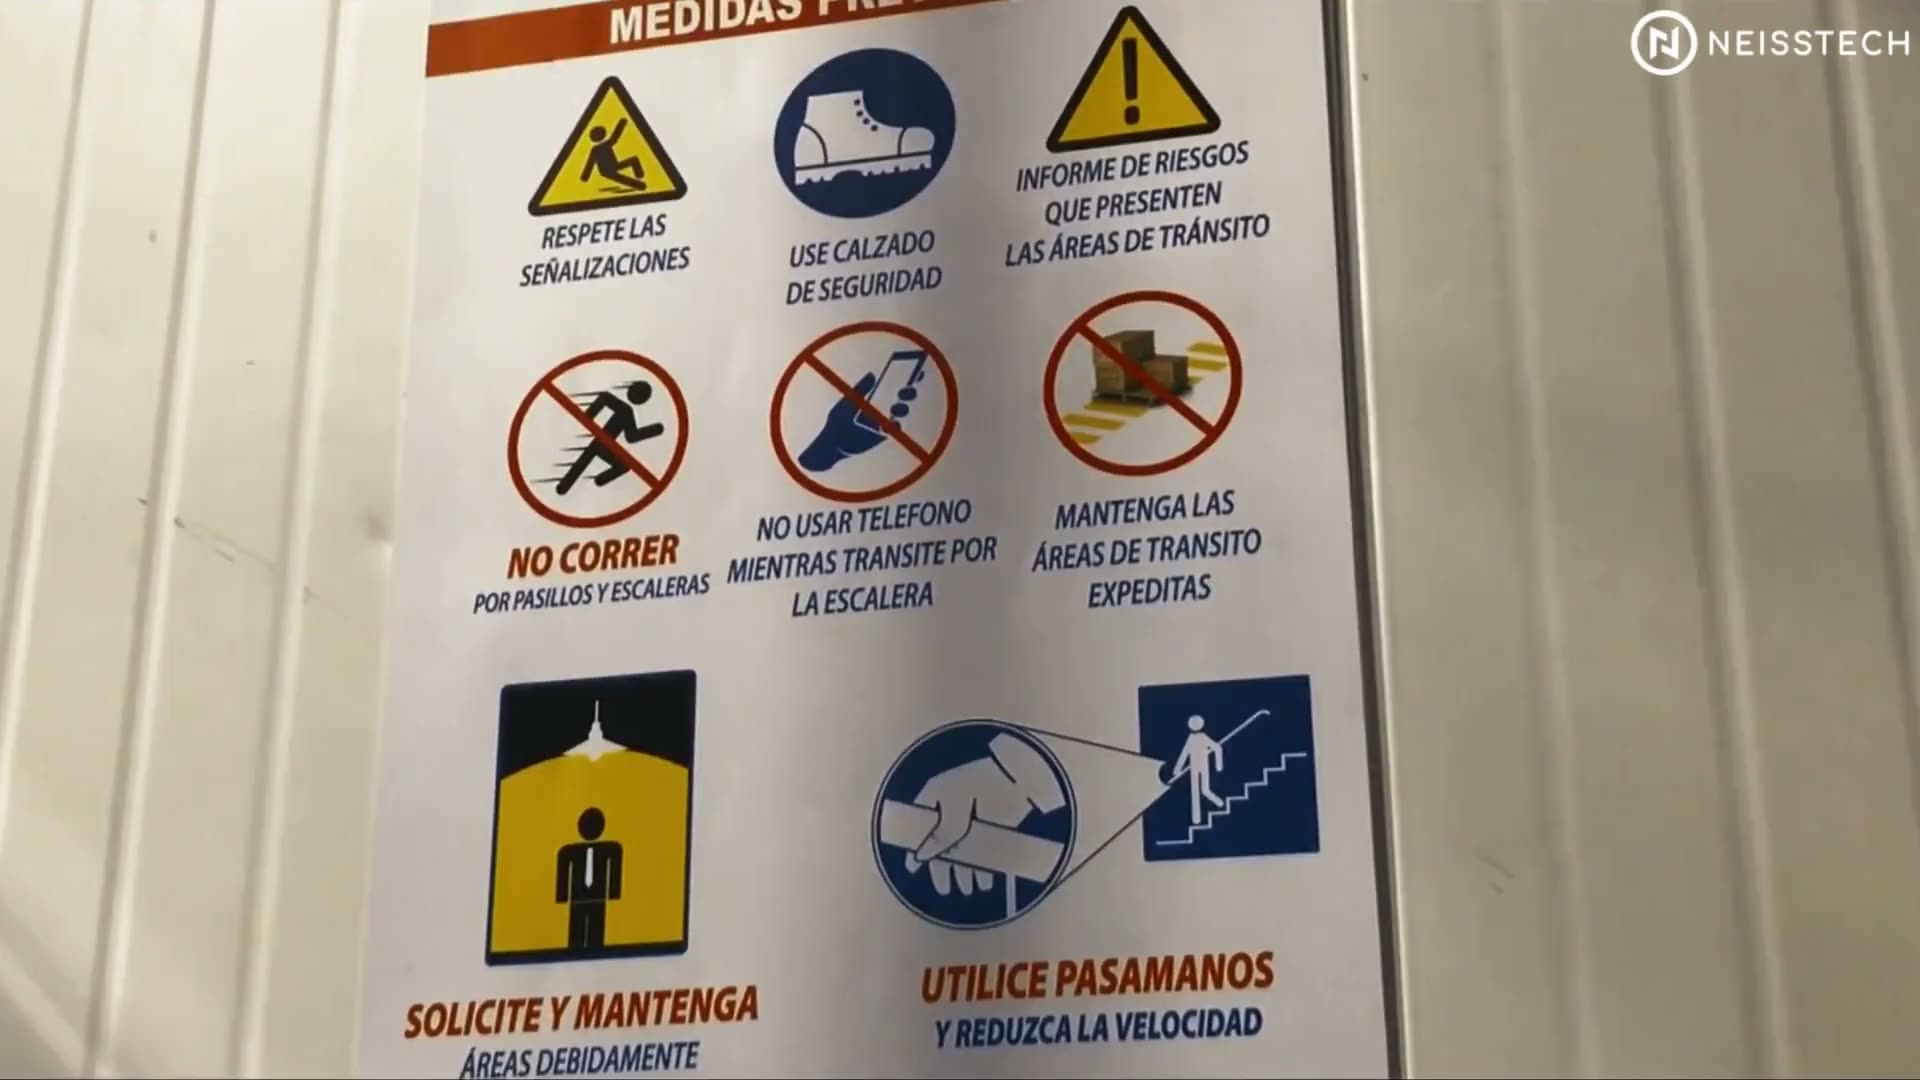 MEDIDAS
NEISSTECH
RESPETE LAS
SEÑALIZACIONES
USE CALZADO
DE SEGURIDAD
INFORME DE RIESGOS
QUE PRESENTEN
LAS ÁREAS DE TRÁNSITO
NO CORRER
POR PASILLOS Y ESCALERAS
NO USAR TELEFONO
MIENTRAS TRANSITE POR
LA ESCALERA
MANTENGA LAS
ÁREAS DE TRANSITO
EXPEDITAS
SOLICITE Y MANTENGA
ÁREAS DEBIDAMENTE
UTILICE PASAMANOS
Y REDUZCA LA VELOCIDAD